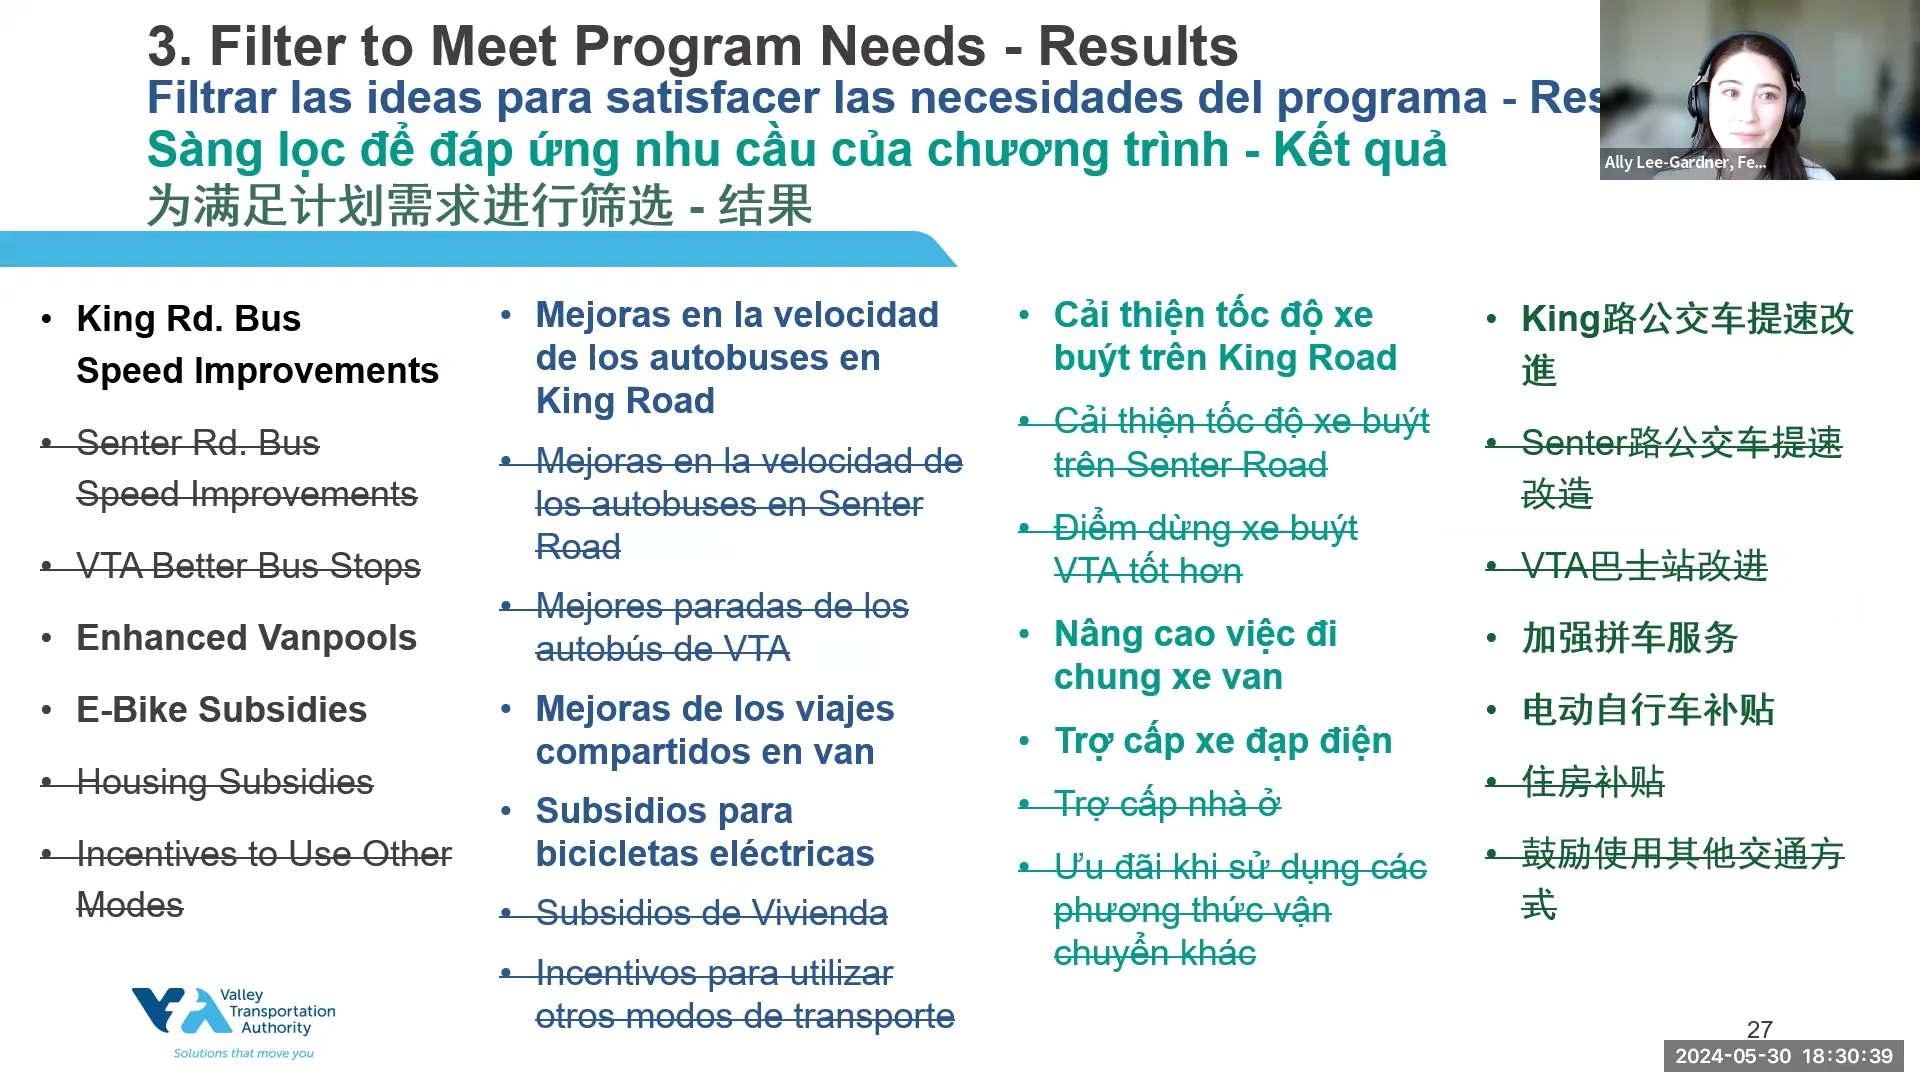 3. Filter to Meet Program Needs - Results
Filtrar las ideas para satisfacer las necesidades del programa - Res
Sàng lọc để đáp ứng nhu cầu của chương trình - Kết quả
为满足计划需求进行筛选 - 结果
Ally Lee-Gardner, Fe...
• King Rd. Bus
Speed Improvements
• Senter Rd. Bus
Speed Improvements
• VTA Better Bus Stops
• Enhanced Vanpools
• E-Bike Subsidies
• Housing Subsidies
• Incentives to Use Other
Modes
• Mejoras en la velocidad
de los autobuses en
King Road
• Mejoras en la velocidad de
los autobuses en Senter
Road
• Mejores paradas de los
autobús de VTA
• Mejoras de los viajes
compartidos en van
• Subsidios para
bicicletas eléctricas
• Subsidios de Vivienda
• Incentivos para utilizar
otros modos de transporte
• Cải thiện tốc độ xe
buýt trên King Road
• Cải thiện tốc độ xe buýt
trên Senter Road
• Điểm dừng xe buýt
VTA tốt hơn
• Nâng cao việc đi
chung xe van
• Trợ cấp xe đạp điện
• Trợ cấp nhà ở
• Ưu đãi khi sử dụng các
phương thức vận
chuyển khác
• King路公交车提速改
進
• Senter路公交车提速
改造
• VTA巴士站改进
• 加强拼车服务
• 电动自行车补贴
• 住房补贴
• 鼓励使用其他交通方
式
VTA
Valley
Transportation
Authority
Solutions that move you
27
2024-05-30 18:30:39